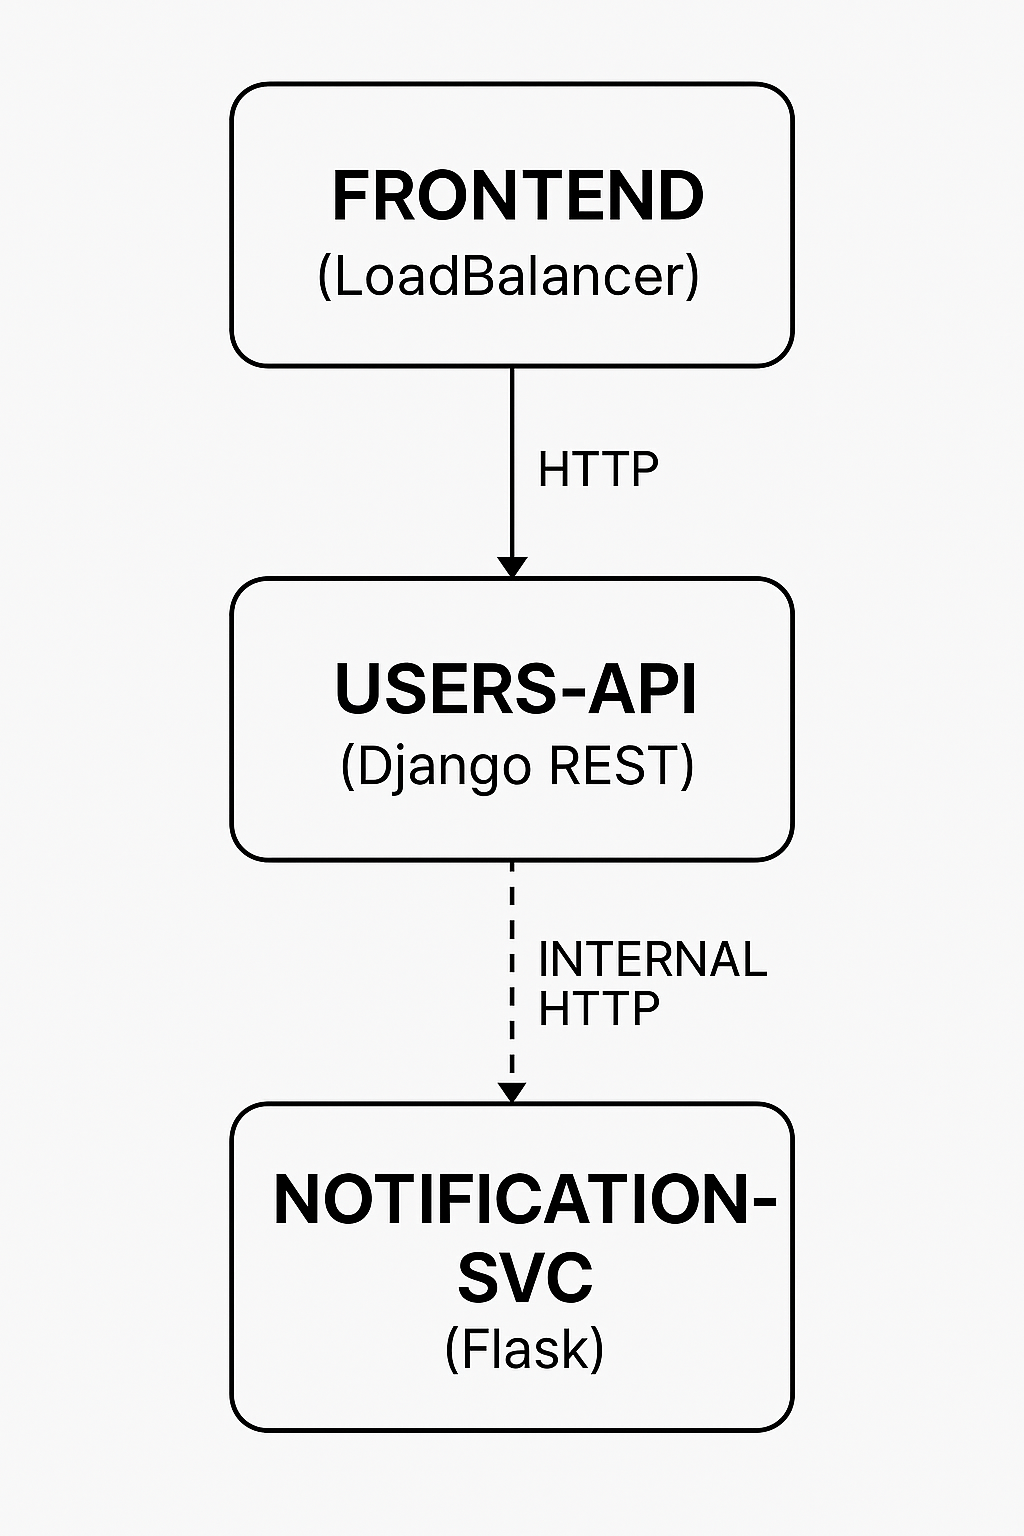 FRONTEND
(LoadBalancer)
HTTP
USERS-API
(Django REST)
INTERNAL
HTTP
NOTIFICATION-
SVC
(Flask)